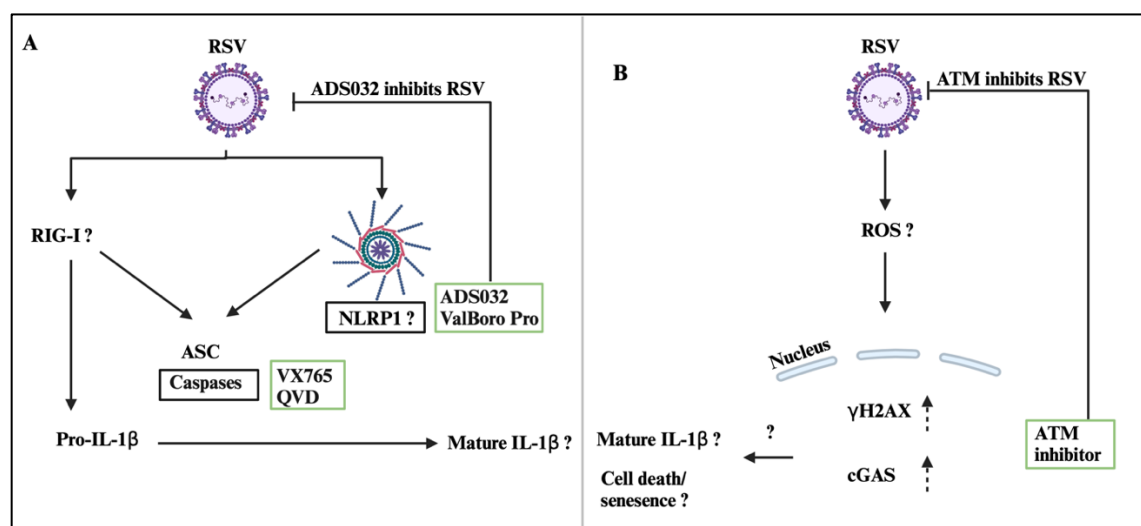 A
RSV
ADS032 inhibits RSV
RIG-I ?
NLRP1 ?
ADS032
ValBoro Pro
ASC
Caspases
VX765
QVD
Pro-IL-1β
Mature IL-1β ?
B
RSV
ATM inhibits RSV
ROS ?
Nucleus
γH2AX
cGAS
ATM
inhibitor
?
Mature IL-1β ?
Cell death/
senesence ?